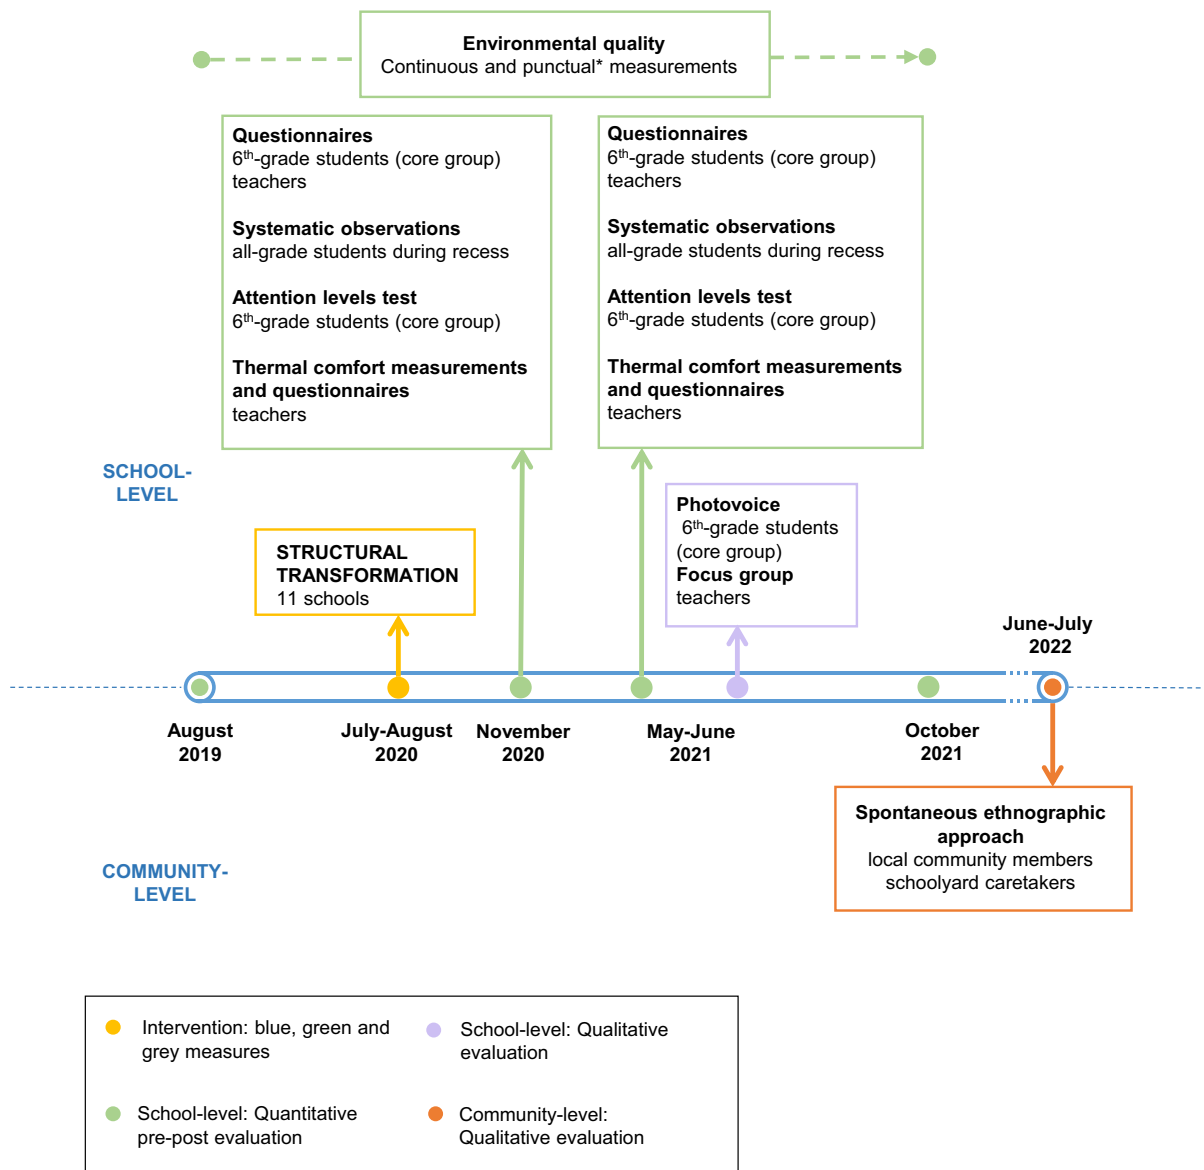 Environmental quality
Continuous and punctual* measurements
Questionnaires
6th-grade students (core group)
teachers
Systematic observations
all-grade students during recess
Attention levels test
6th-grade students (core group)
Thermal comfort measurements
and questionnaires
teachers
Questionnaires
6th-grade students (core group)
teachers
Systematic observations
all-grade students during recess
Attention levels test
6th-grade students (core group)
Thermal comfort measurements
and questionnaires
teachers
SCHOOL-
LEVEL
STRUCTURAL
TRANSFORMATION
11 schools
Photovoice
6th-grade students
(core group)
Focus group
teachers
June-July
2022
August
2019
July-August
2020
November
2020
May-June
2021
October
2021
Spontaneous ethnographic
approach
local community members
schoolyard caretakers
COMMUNITY-
LEVEL
Intervention: blue, green and
grey measures
School-level: Qualitative
evaluation
School-level: Quantitative
pre-post evaluation
Community-level:
Qualitative evaluation